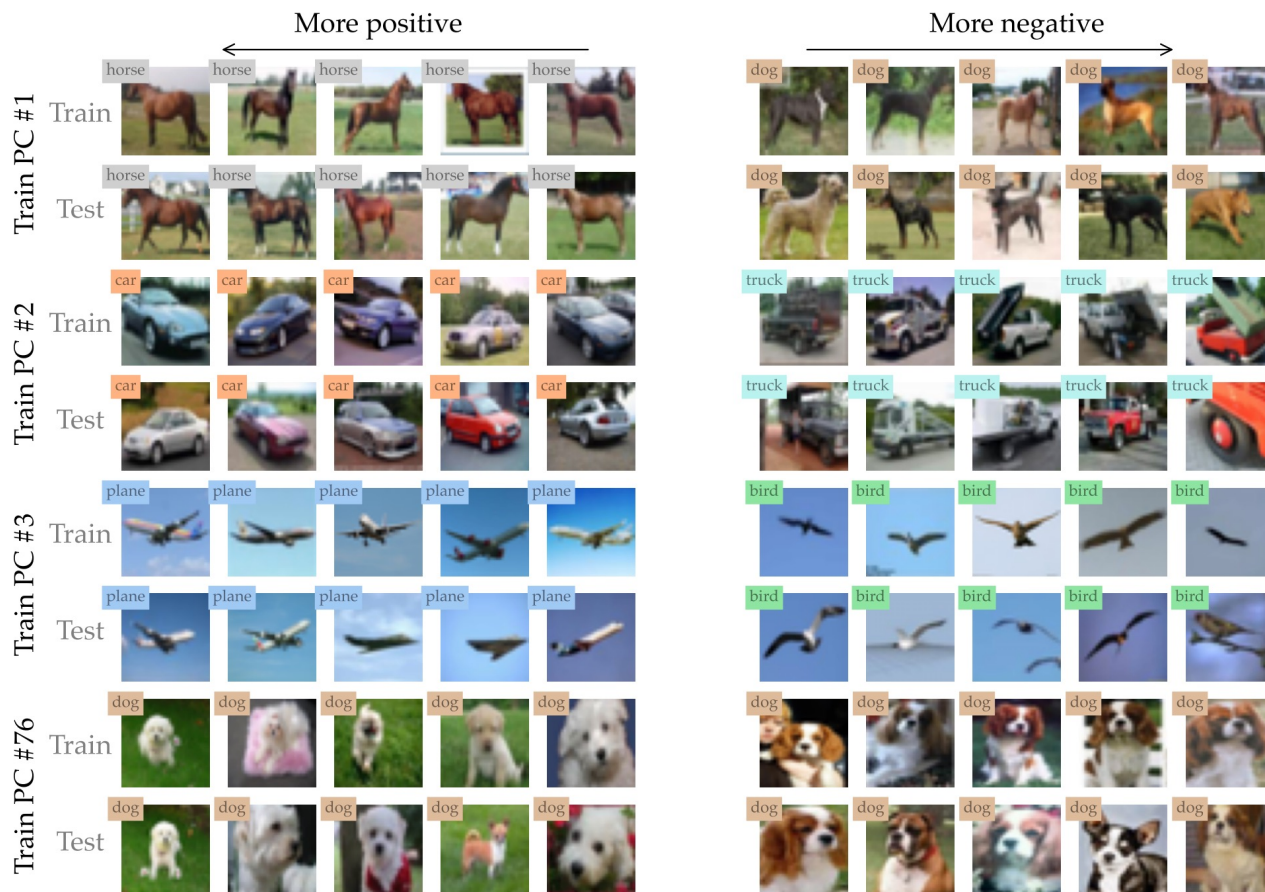 More positive
More negative
Train PC #1
Train
horse horse horse horse horse
dog dog dog dog dog
Test
horse horse horse horse horse
dog dog dog dog dog
Train PC #2
Train
car car car car car
truck truck truck truck truck
Test
car car car car car
truck truck truck truck truck
Train PC #3
Train
plane plane plane plane plane
bird bird bird bird bird
Test
plane plane plane plane plane
bird bird bird bird bird
Train PC #76
Train
dog dog dog dog dog
dog dog dog dog dog
Test
dog dog dog dog dog
dog dog dog dog dog